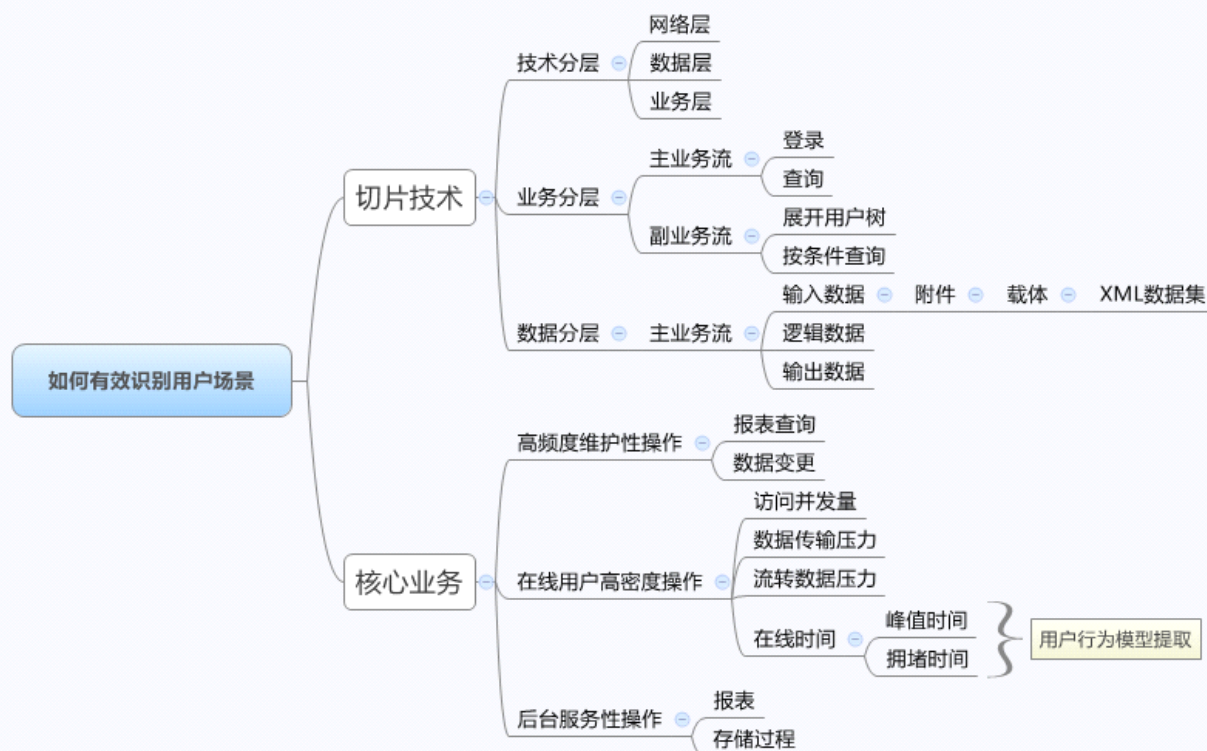 如何有效识别用户场景
切片技术
技术分层
网络层
数据层
业务层
业务分层
主业务流
登录
查询
副业务流
展开用户树
按条件查询
数据分层
主业务流
输入数据
附件
载体
XML数据集
逻辑数据
输出数据
核心业务
高频度维护性操作
报表查询
数据变更
在线用户高密度操作
访问并发量
数据传输压力
流转数据压力
在线时间
峰值时间
拥堵时间
用户行为模型提取
后台服务性操作
报表
存储过程